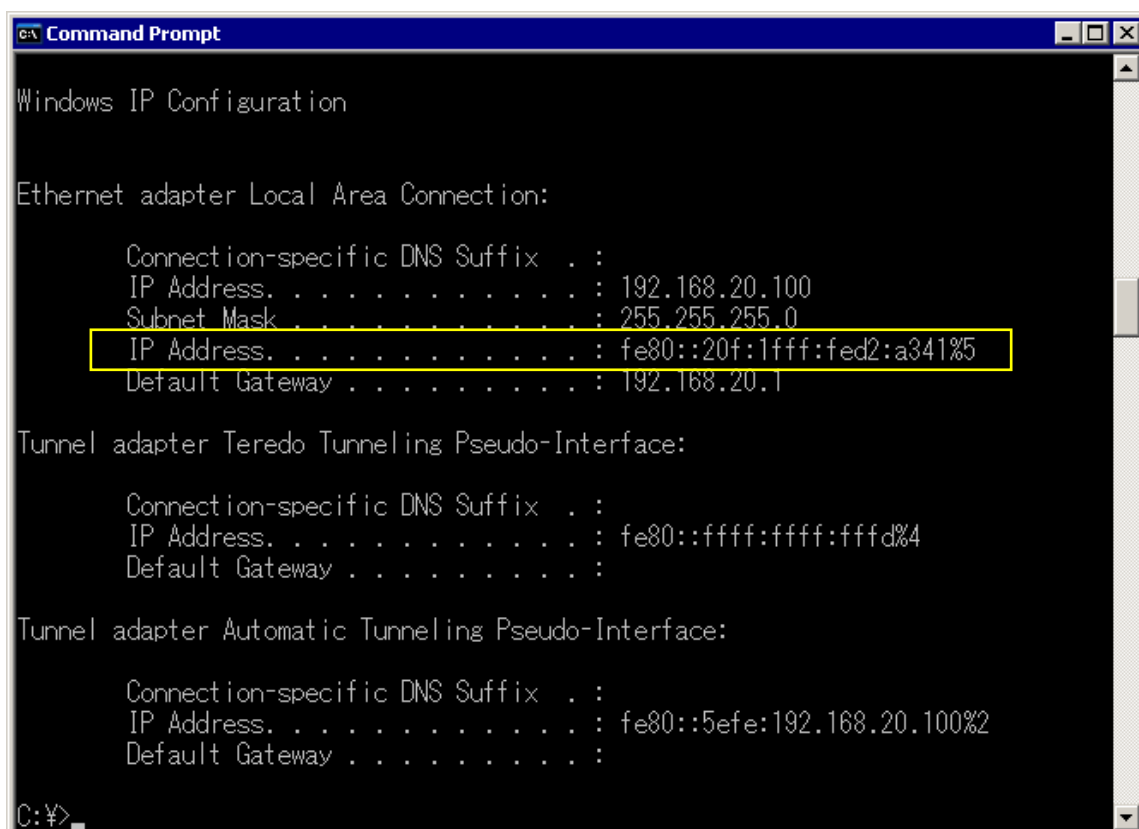 Command Prompt
Windows IP Configuration
Ethernet adapter Local Area Connection:
Connection-specific DNS Suffix . :
IP Address. . . . . . . . . . . . : 192.168.20.100
Subnet Mask . . . . . . . . . . . : 255.255.255.0
IP Address. . . . . . . . . . . . : fe80::20f:1fff:fed2:a341%5
Default Gateway . . . . . . . . . : 192.168.20.1
Tunnel adapter Teredo Tunneling Pseudo-Interface:
Connection-specific DNS Suffix . :
IP Address. . . . . . . . . . . . : fe80::ffff:ffff:fffd%4
Default Gateway . . . . . . . . . :
Tunnel adapter Automatic Tunneling Pseudo-Interface:
Connection-specific DNS Suffix . :
IP Address. . . . . . . . . . . . : fe80::5efe:192.168.20.100%2
Default Gateway . . . . . . . . . :
C:¥>_